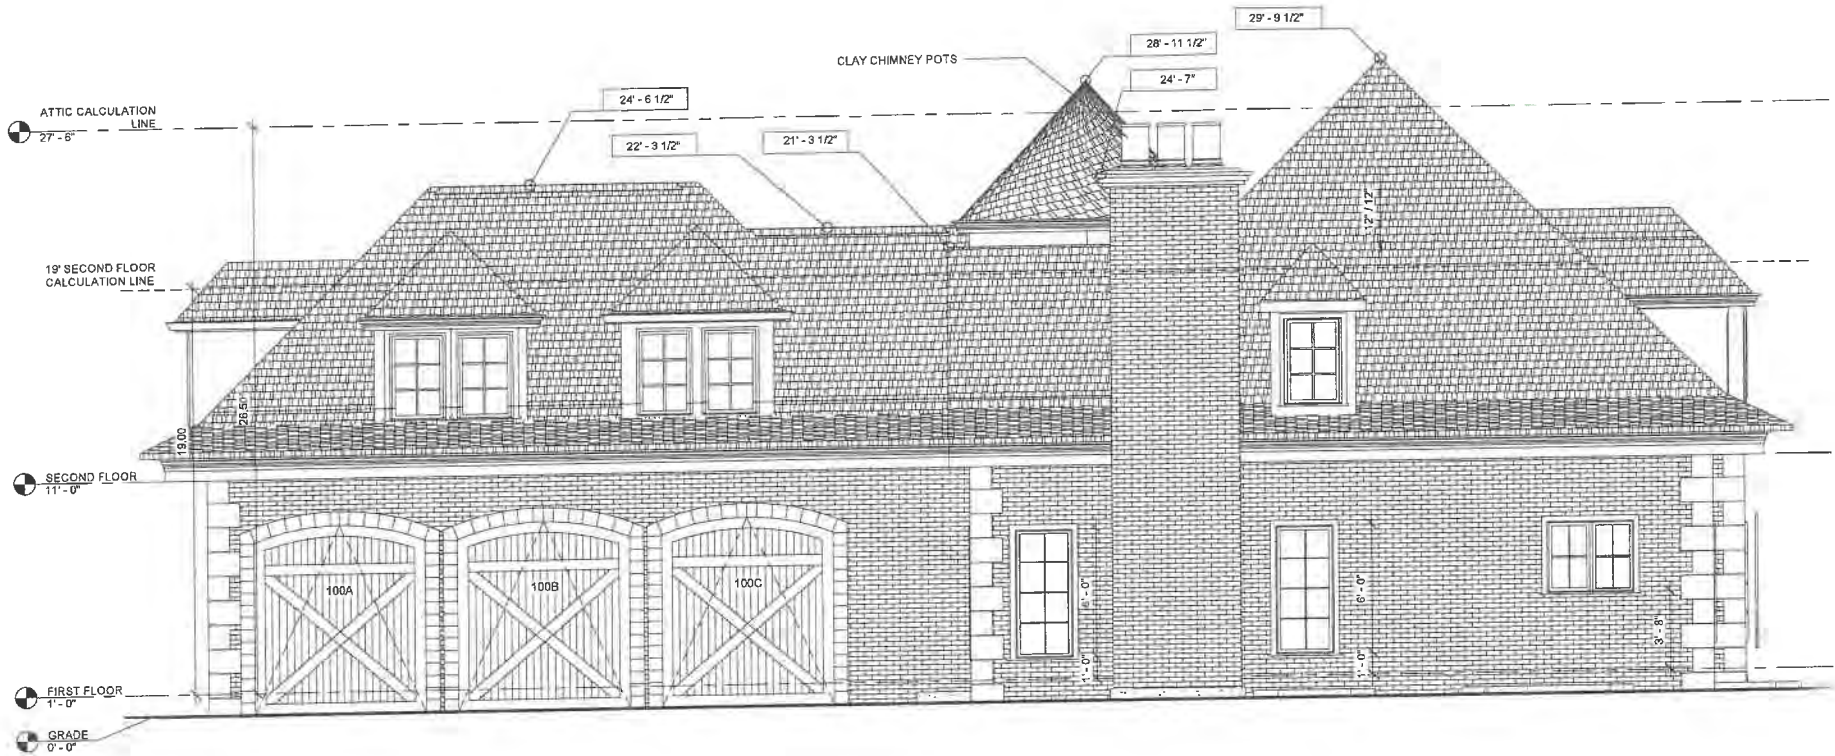 29' - 9 1/2"
28' - 11 1/2"
CLAY CHIMNEY POTS
24' - 7"
24' - 6 1/2"
ATTIC CALCULATION
LINE
27' - 6"
22' - 3 1/2"
21' - 3 1/2"
12" / 12"
19' SECOND FLOOR
CALCULATION LINE
26.50
19.00
SECOND FLOOR
11' - 0"
100A
100B
100C
6' - 0"
6' - 0"
3' - 8"
1' - 0"
1' - 0"
FIRST FLOOR
1' - 0"
GRADE
0' - 0"